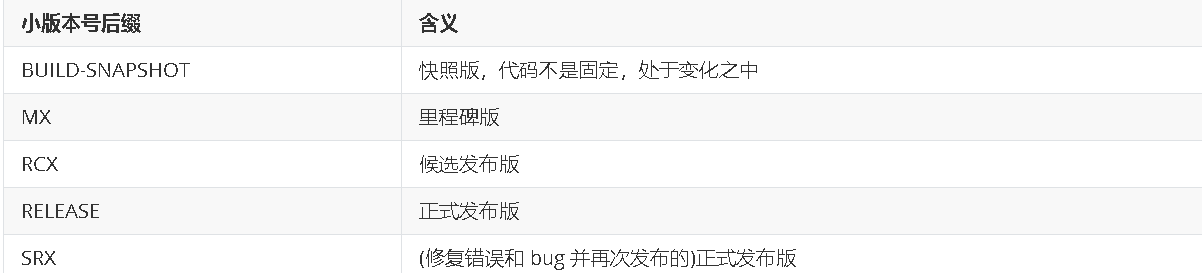 小版本号后缀 含义
BUILD-SNAPSHOT 快照版，代码不是固定，处于变化之中
MX 里程碑版
RCX 候选发布版
RELEASE 正式发布版
SRX (修复错误和 bug 并再次发布的)正式发布版